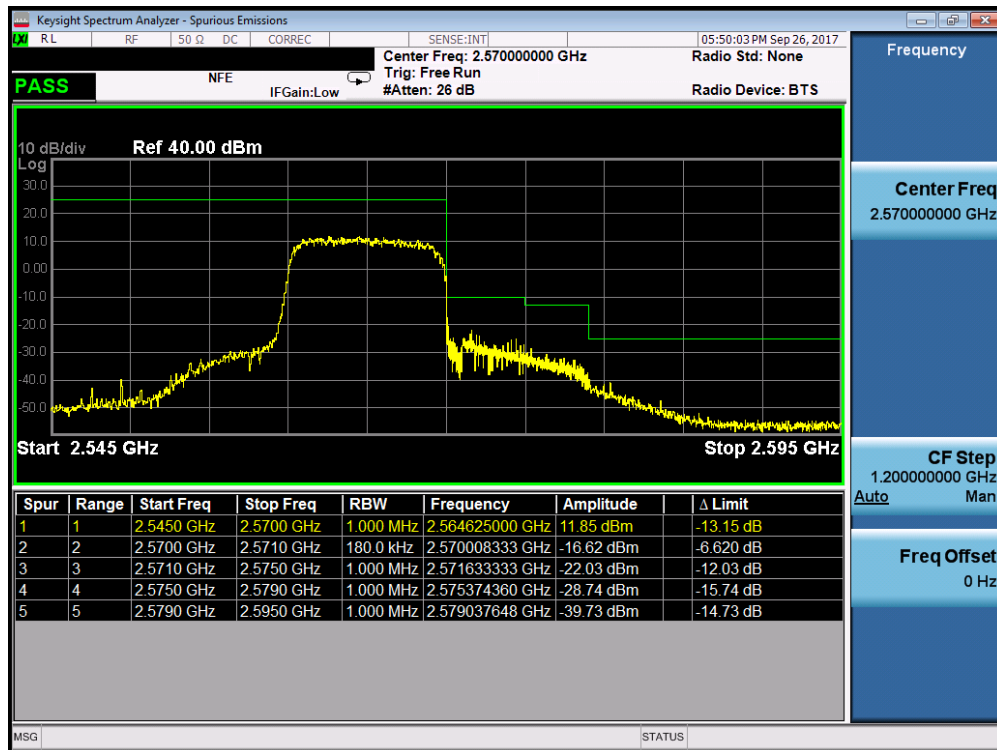 Keysight Spectrum Analyzer - Spurious Emissions
LXI RL RF 50 Ω DC CORREC SENSE:INT 05:50:03 PM Sep 26, 2017
Center Freq: 2.570000000 GHz Radio Std: None
Trig: Free Run
PASS NFE IFGain:Low #Atten: 26 dB Radio Device: BTS
10 dB/div Ref 40.00 dBm
Log
30.0
20.0
10.0
0.00
-10.0
-20.0
-30.0
-40.0
-50.0
Start 2.545 GHz Stop 2.595 GHz
Spur Range Start Freq Stop Freq RBW Frequency Amplitude Δ Limit
1 1 2.5450 GHz 2.5700 GHz 1.000 MHz 2.564625000 GHz 11.85 dBm -13.15 dB
2 2 2.5700 GHz 2.5710 GHz 180.0 kHz 2.570008333 GHz -16.62 dBm -6.620 dB
3 3 2.5710 GHz 2.5750 GHz 1.000 MHz 2.571633333 GHz -22.03 dBm -12.03 dB
4 4 2.5750 GHz 2.5790 GHz 1.000 MHz 2.575374360 GHz -28.74 dBm -15.74 dB
5 5 2.5790 GHz 2.5950 GHz 1.000 MHz 2.579037648 GHz -39.73 dBm -14.73 dB
MSG STATUS
Frequency
Center Freq
2.570000000 GHz
CF Step
1.200000000 GHz
Auto Man
Freq Offset
0 Hz